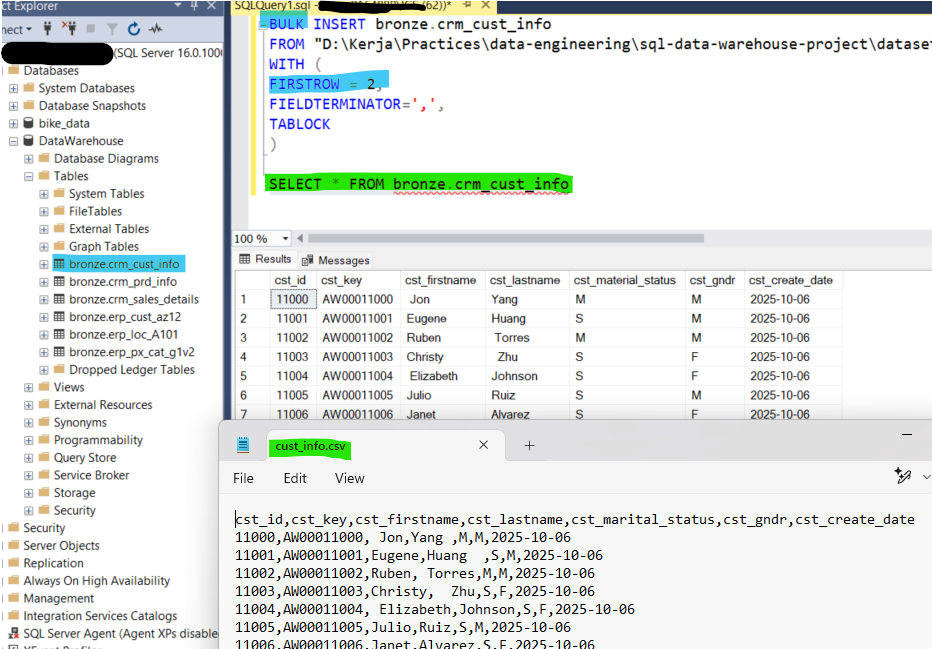 ct Explorer
nect
(SQL Server 16.0.1000
Databases
System Databases
Database Snapshots
bike_data
DataWarehouse
Database Diagrams
Tables
System Tables
FileTables
External Tables
Graph Tables
bronze.crm_cust_info
bronze.crm_prd_info
bronze.crm_sales_details
bronze.erp_cust_az12
bronze.erp_loc_A101
bronze.erp_px_cat_g1v2
Dropped Ledger Tables
Views
External Resources
Synonyms
Programmability
Query Store
Service Broker
Storage
Security
Security
Server Objects
Replication
Always On High Availability
Management
Integration Services Catalogs
SQL Server Agent (Agent XPs disable
XEvent Profiler
SQLQuery1.sql - (62))*
BULK INSERT bronze.crm_cust_info
FROM "D:\Kerja\Practices\data-engineering\sql-data-warehouse-project\dataset
WITH (
FIRSTROW = 2,
FIELDTERMINATOR=',',
TABLOCK
)
SELECT * FROM bronze.crm_cust_info
100 %
Results Messages
cst_id cst_key cst_firstname cst_lastname cst_material_status cst_gndr cst_create_date
1 11000 AW00011000 Jon Yang M M 2025-10-06
2 11001 AW00011001 Eugene Huang S M 2025-10-06
3 11002 AW00011002 Ruben Torres M M 2025-10-06
4 11003 AW00011003 Christy Zhu S F 2025-10-06
5 11004 AW00011004 Elizabeth Johnson S F 2025-10-06
6 11005 AW00011005 Julio Ruiz S M 2025-10-06
7 11006 AW00011006 Janet Alvarez S F 2025-10-06
cust_info.csv
File Edit View
cst_id,cst_key,cst_firstname,cst_lastname,cst_marital_status,cst_gndr,cst_create_date
11000,AW00011000, Jon,Yang ,M,M,2025-10-06
11001,AW00011001,Eugene,Huang  ,S,M,2025-10-06
11002,AW00011002,Ruben, Torres,M,M,2025-10-06
11003,AW00011003,Christy,  Zhu,S,F,2025-10-06
11004,AW00011004, Elizabeth,Johnson,S,F,2025-10-06
11005,AW00011005,Julio,Ruiz,S,M,2025-10-06
11006,AW00011006,Janet,Alvarez,S,F,2025-10-06